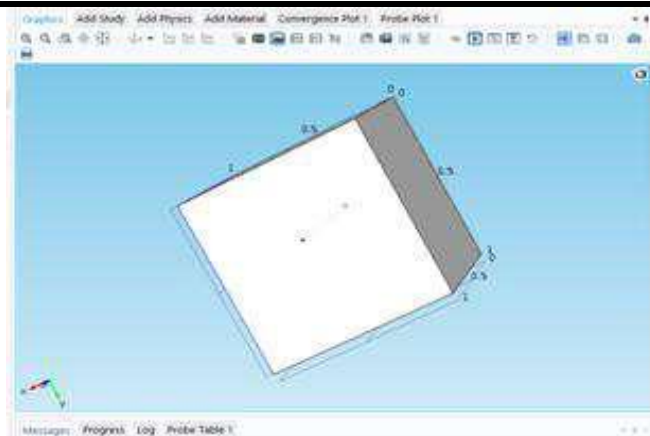 Graphics Add Study Add Physics Add Material Convergence Plot 1 Probe Plot 1
0 0
0.5
1
0.5
1
0
0.5
1
x
y
Messages Progress Log Probe Table 1